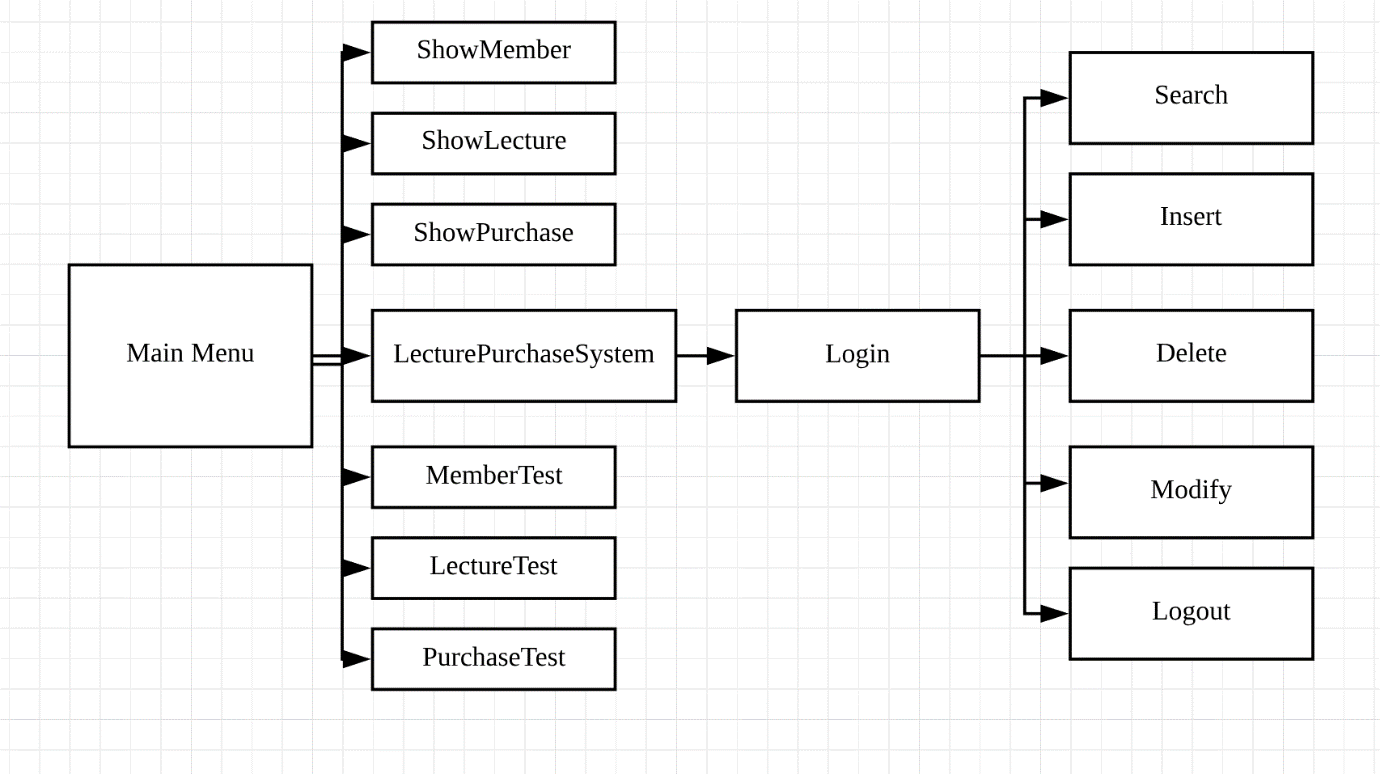 Main Menu
ShowMember
ShowLecture
ShowPurchase
LecturePurchaseSystem
MemberTest
LectureTest
PurchaseTest
Login
Search
Insert
Delete
Modify
Logout